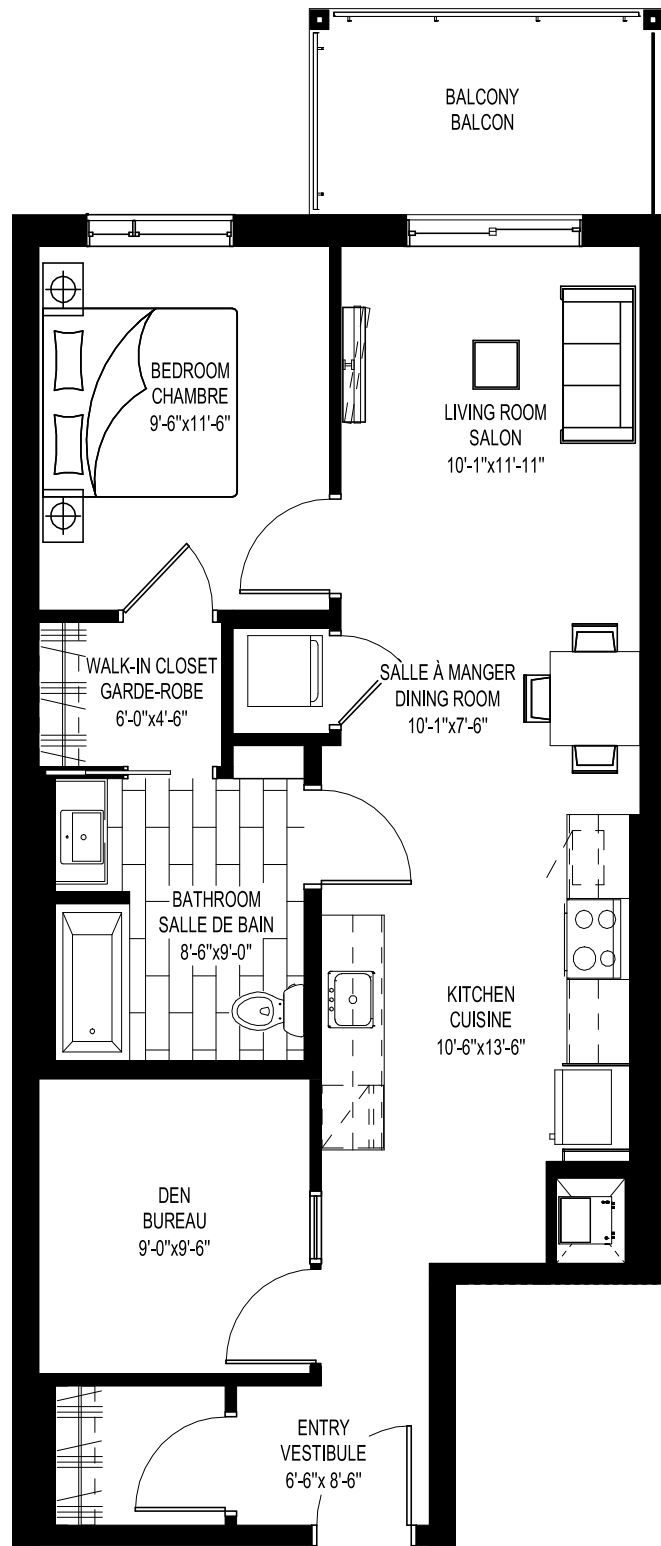 BALCONY
BALCON
BEDROOM
CHAMBRE
9'-6"x11'-6"
LIVING ROOM
SALON
10'-1"x11'-11"
WALK-IN CLOSET
GARDE-ROBE
6'-0"x4'-6"
SALLE À MANGER
DINING ROOM
10'-1"x7'-6"
BATHROOM
SALLE DE BAIN
8'-6"x9'-0"
KITCHEN
CUISINE
10'-6"x13'-6"
DEN
BUREAU
9'-0"x9'-6"
ENTRY
VESTIBULE
6'-6"x 8'-6"